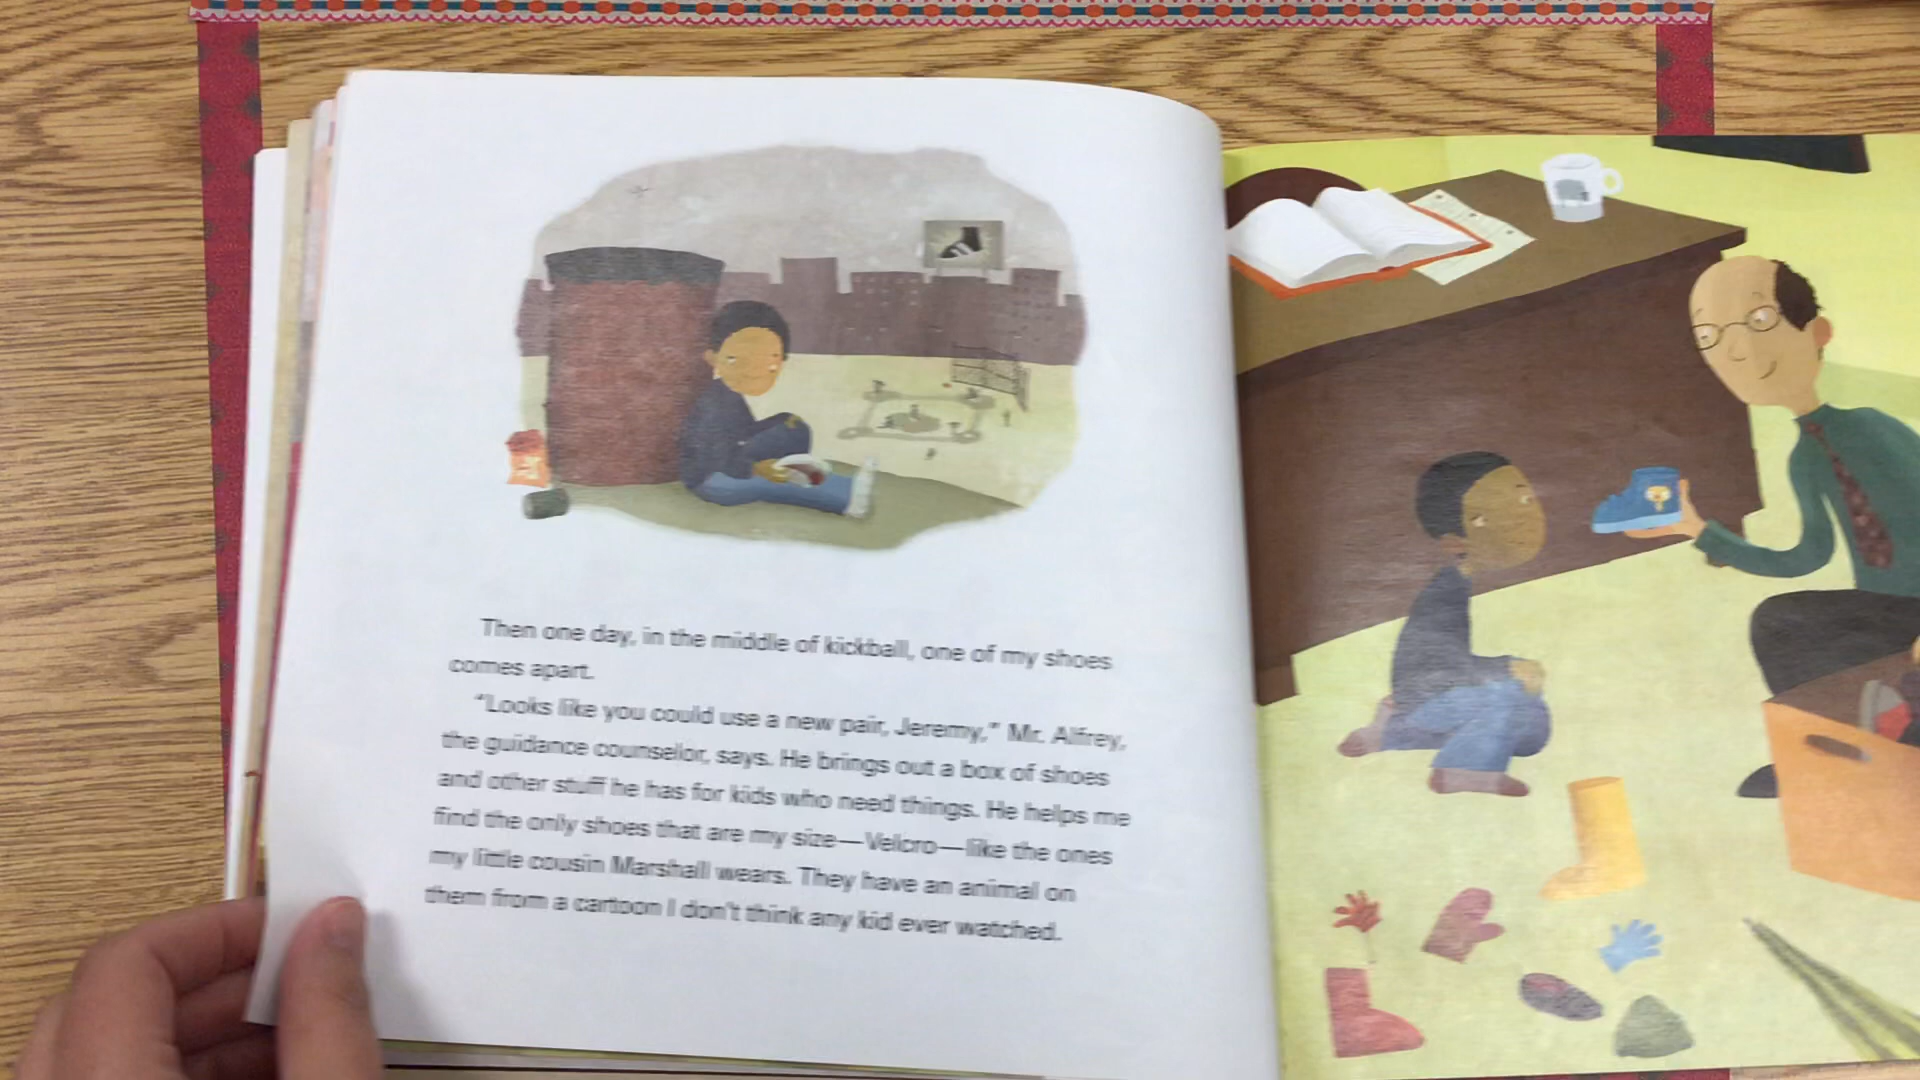 Then one day, in the middle of kickball, one of my shoes
comes apart.
“Looks like you could use a new pair, Jeremy,” Mr. Alfrey,
the guidance counsellor, says. He brings out a box of shoes
and other stuff he has for kids who need things. He helps me
find the only shoes that are my size—Velcro—like the ones
my little cousin Marshall wears. They have an animal on
them from a cartoon I don't think any kid ever watched.